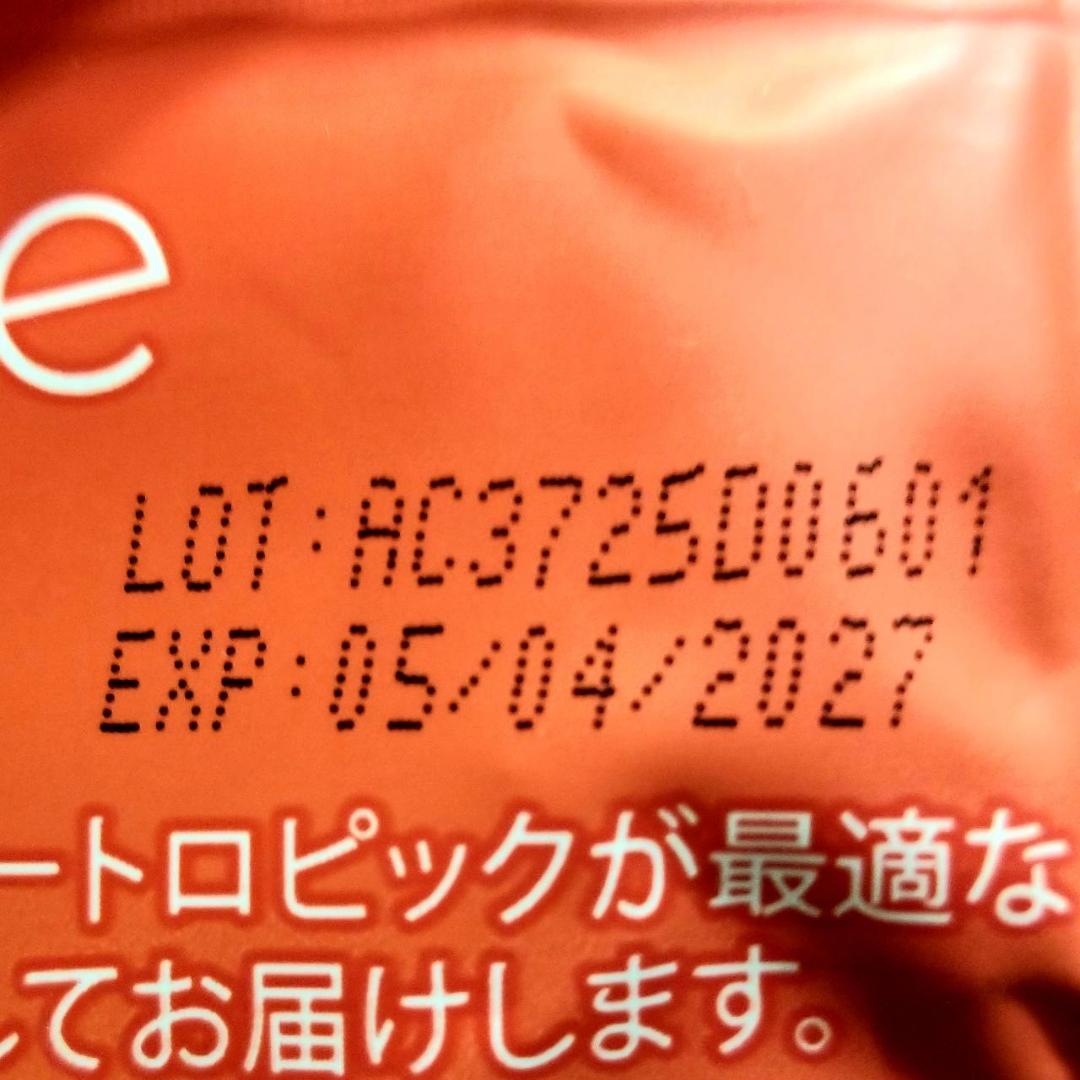 e
LOT:AC3725D0601
EXP:05/04/2027
ートロピックが最適な
してお届けします。